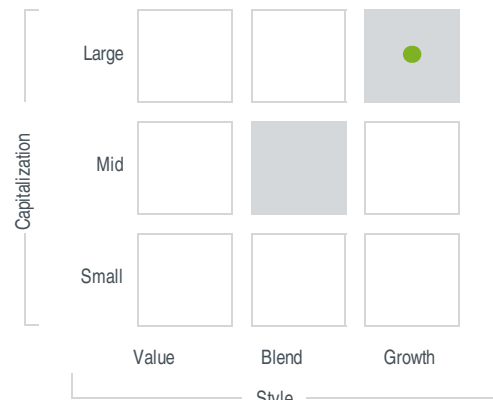 Large
Capitalization
Mid
Small
Value Blend Growth
Style